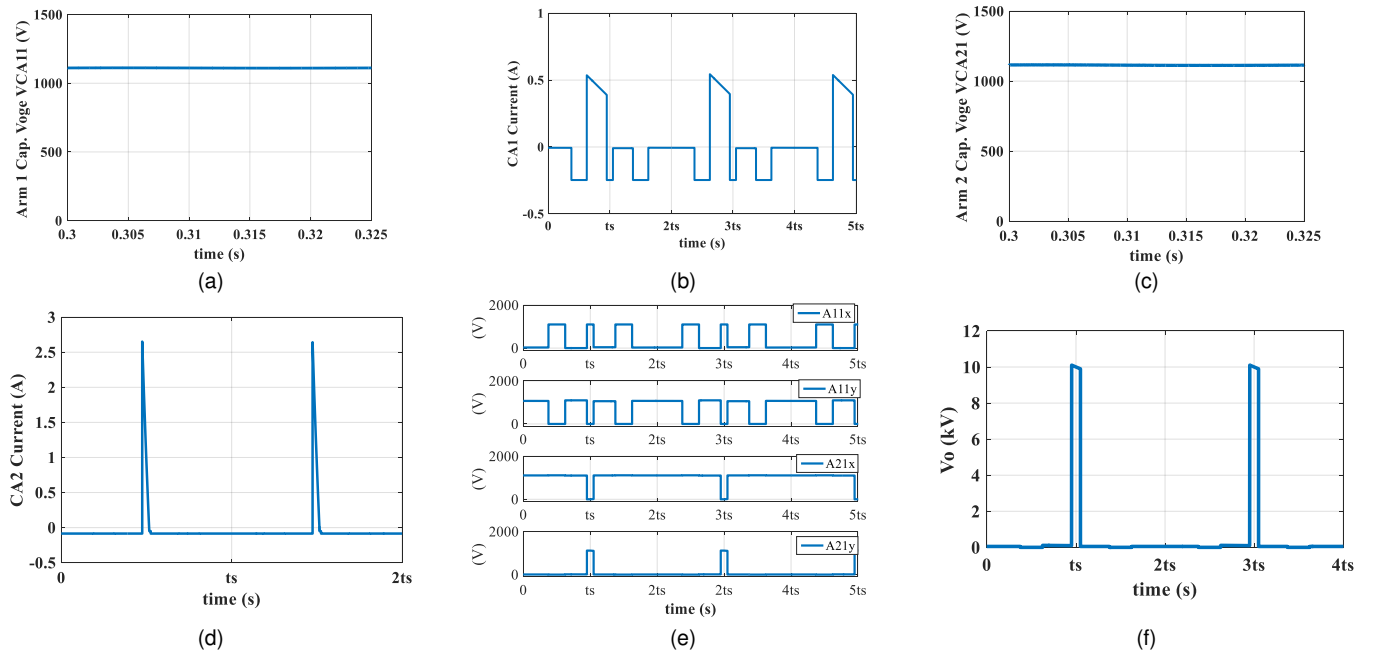 Arm 1 Cap. Voge VCA11 (V)
1500
1000
500
0
0.3 0.305 0.31 0.315 0.32 0.325
time (s)
(a)
CA1 Current (A)
1
0.5
0
-0.5
0 ts 2ts 3ts 4ts 5ts
time (s)
(b)
Arm 2 Cap. Voge VCA21 (V)
1500
1000
500
0
0.3 0.305 0.31 0.315 0.32 0.325
time (s)
(c)
CA2 Current (A)
3
2.5
2
1.5
1
0.5
0
-0.5
0 ts 2ts
time (s)
(d)
(V)
2000
0
A11x
0 ts 2ts 3ts 4ts 5ts
(V)
2000
0
A11y
0 ts 2ts 3ts 4ts 5ts
(V)
2000
0
A21x
0 ts 2ts 3ts 4ts 5ts
(V)
2000
0
A21y
0 ts 2ts 3ts 4ts 5ts
time (s)
(e)
Vo (kV)
12
10
8
6
4
2
0
0 ts 2ts 3ts 4ts
time (s)
(f)